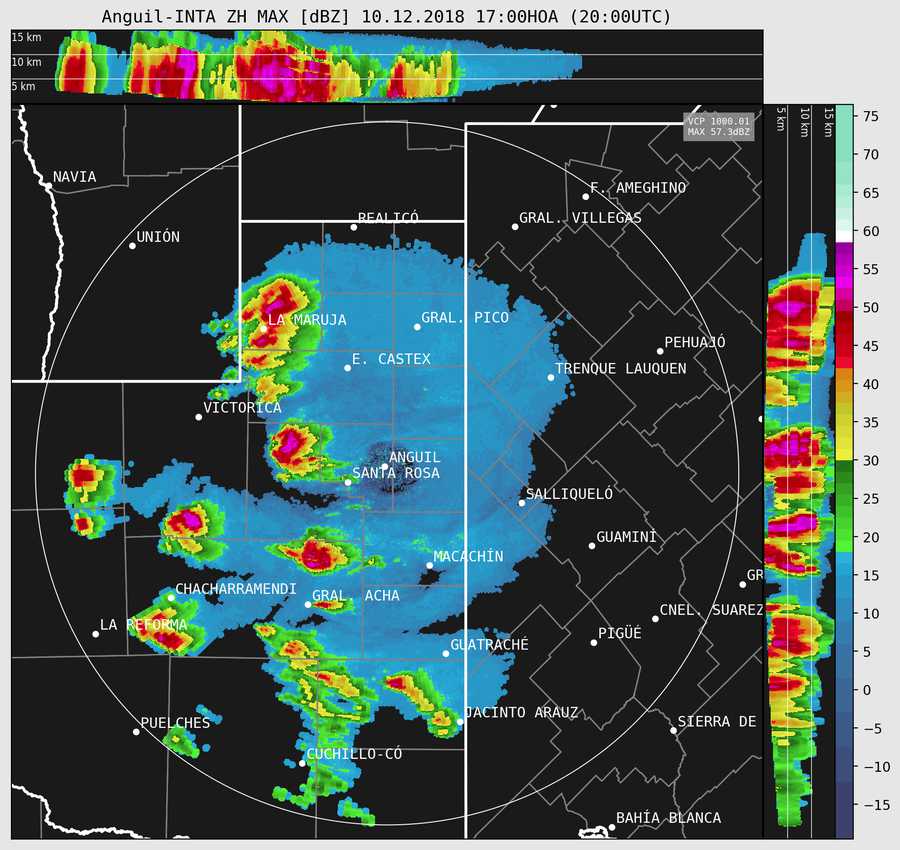 Anguil-INTA ZH MAX [dBZ] 10.12.2018 17:00HOA (20:00UTC)
15 km
10 km
5 km
5 km
10 km
15 km
VCP 1000.01
MAX 57.3dBZ
75
70
65
60
55
50
45
40
35
30
25
20
15
10
5
0
−5
−10
−15
NAVIA
F. AMEGHINO
REALICÓ
GRAL. VILLEGAS
UNIÓN
LA MARUJA
GRAL. PICO
PEHUAJÓ
E. CASTEX
TRENQUE LAUQUEN
VICTORICA
ANGUIL
SANTA ROSA
SALLIQUELÓ
GUAMINÍ
MACACHÍN
GR
CHACHARRAMENDI
GRAL. ACHA
CNEL. SUAREZ
LA REFORMA
PIGÜÉ
GUATRACHÉ
JACINTO ARAUZ
PUELCHES
SIERRA DE
CUCHILLO-CÓ
BAHÍA BLANCA